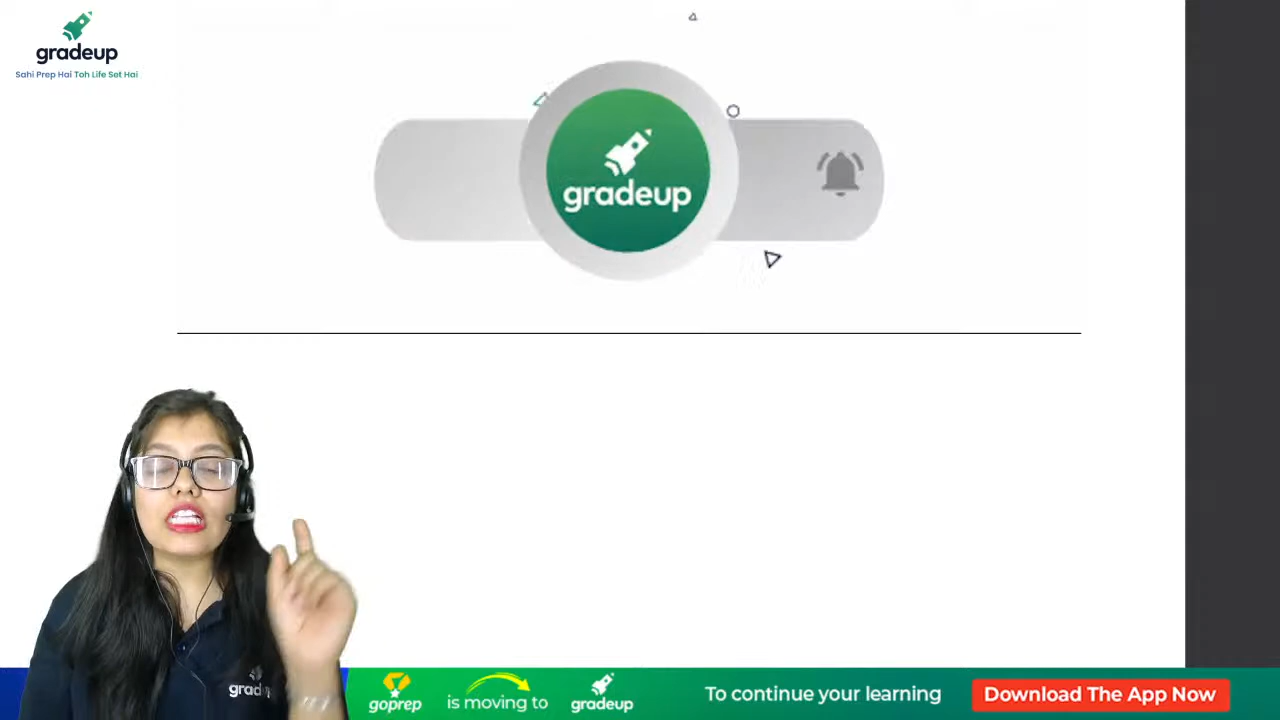 gradeup
Sahi Prep Hai Toh Life Set Hai
gradeup
goprep is moving to gradeup To continue your learning Download The App Now